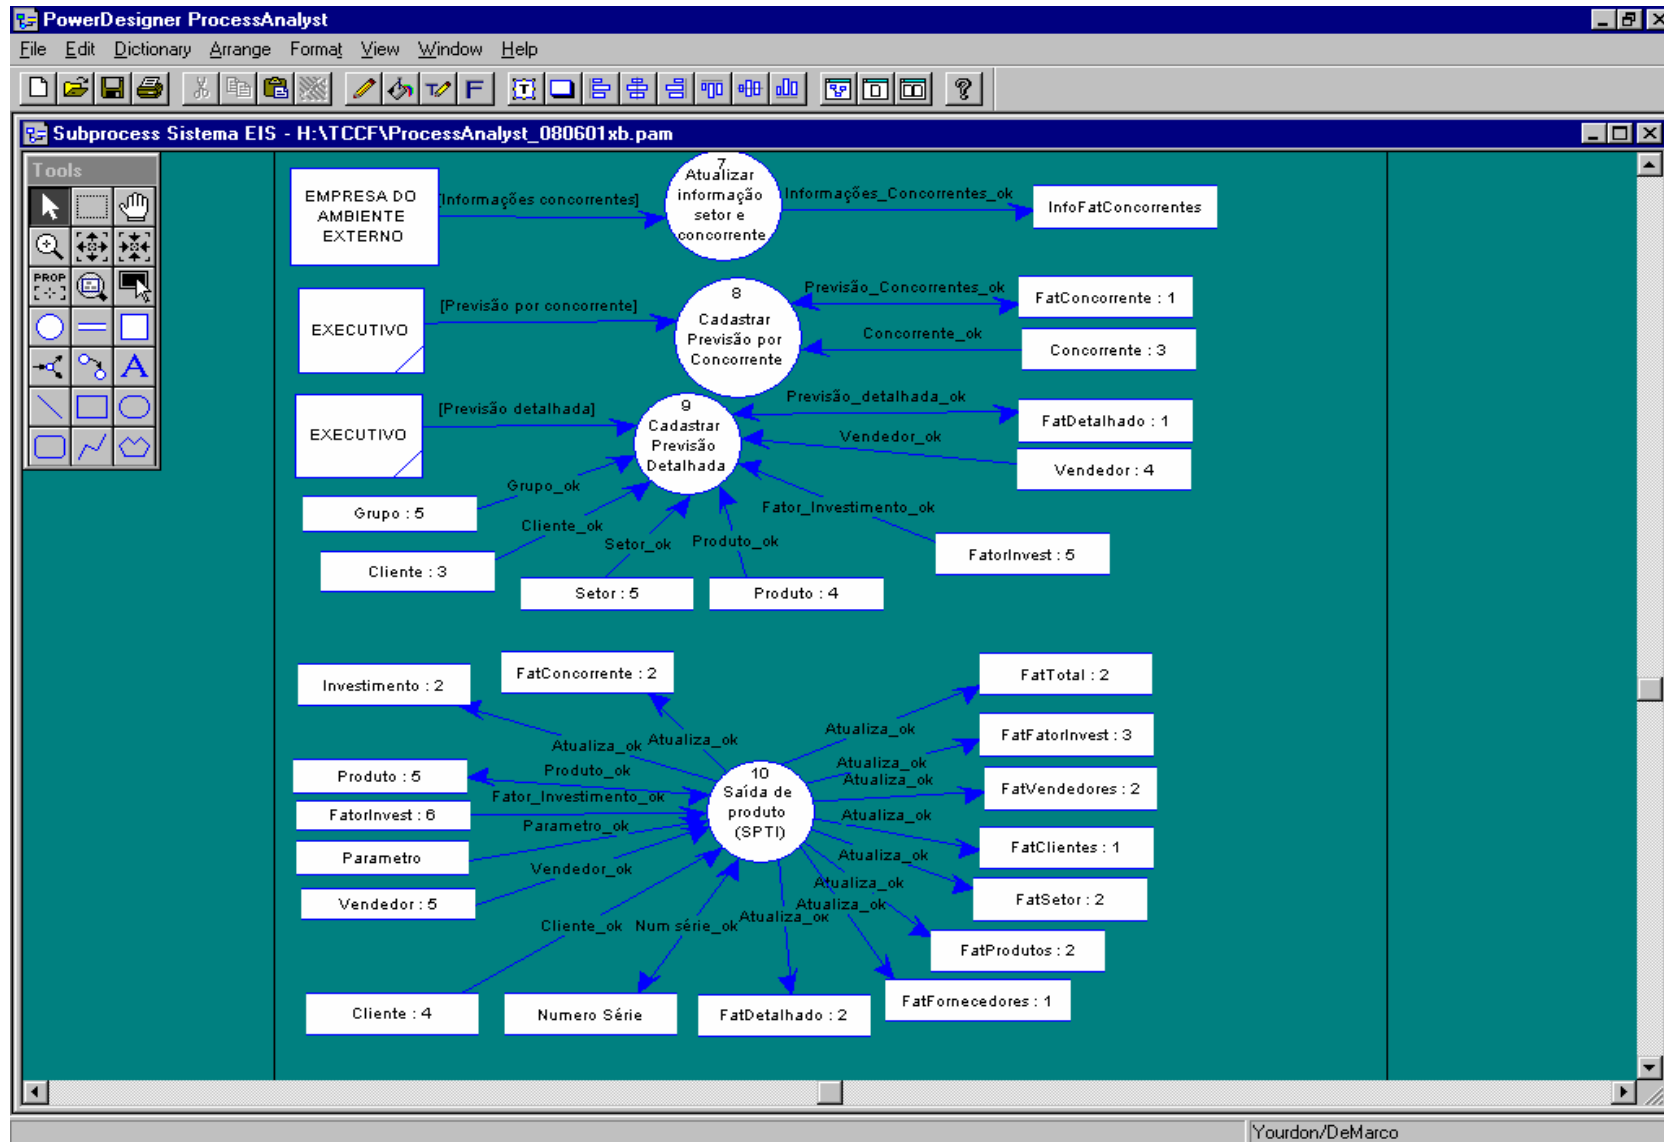 PowerDesigner ProcessAnalyst
File Edit Dictionary Arrange Format View Window Help
Subprocess Sistema EIS - H:\TCCF\ProcessAnalyst_080601xb.pam
Tools
PROP
A
EMPRESA DO
AMBIENTE
EXTERNO
[Informações concorrentes]
7
Atualizar
informação
setor e
concorrente
Informações_Concorrentes_ok
InfoFatConcorrentes
EXECUTIVO
[Previsão por concorrente]
8
Cadastrar
Previsão por
Concorrente
Previsão_Concorrentes_ok
FatConcorrente : 1
Concorrente_ok
Concorrente : 3
EXECUTIVO
[Previsão detalhada]
9
Cadastrar
Previsão
Detalhada
Previsão_detalhada_ok
FatDetalhado : 1
Vendedor_ok
Vendedor : 4
Grupo_ok
Grupo : 5
Cliente_ok
Cliente : 3
Setor_ok
Setor : 5
Produto_ok
Produto : 4
Fator_Investimento_ok
FatorInvest : 5
Investimento : 2
Atualiza_ok
FatConcorrente : 2
Atualiza_ok
Produto : 5
Produto_ok
FatorInvest : 6
Fator_Investimento_ok
Parametro
Parametro_ok
Vendedor : 5
Vendedor_ok
Cliente : 4
Cliente_ok
Numero Série
Num série_ok
10
Saída de
produto
(SPTI)
Atualiza_ok
FatTotal : 2
Atualiza_ok
FatFatorInvest : 3
Atualiza_ok
FatVendedores : 2
Atualiza_ok
FatClientes : 1
Atualiza_ok
FatSetor : 2
Atualiza_ok
FatProdutos : 2
Atualiza_ok
FatFornecedores : 1
Atualiza_ok
FatDetalhado : 2
Yourdon/DeMarco